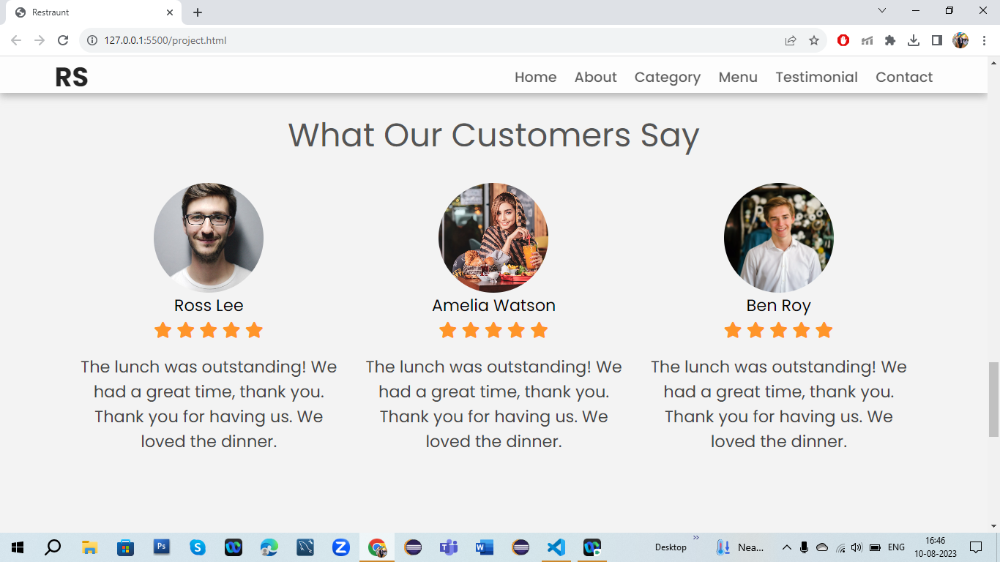 Restraunt
127.0.0.1:5500/project.html
RS
Home About Category Menu Testimonial Contact
What Our Customers Say
Ross Lee
The lunch was outstanding! We
had a great time, thank you.
Thank you for having us. We
loved the dinner.
Amelia Watson
The lunch was outstanding! We
had a great time, thank you.
Thank you for having us. We
loved the dinner.
Ben Roy
The lunch was outstanding! We
had a great time, thank you.
Thank you for having us. We
loved the dinner.
Ps
Desktop
Nea...
ENG
16:46
10-08-2023